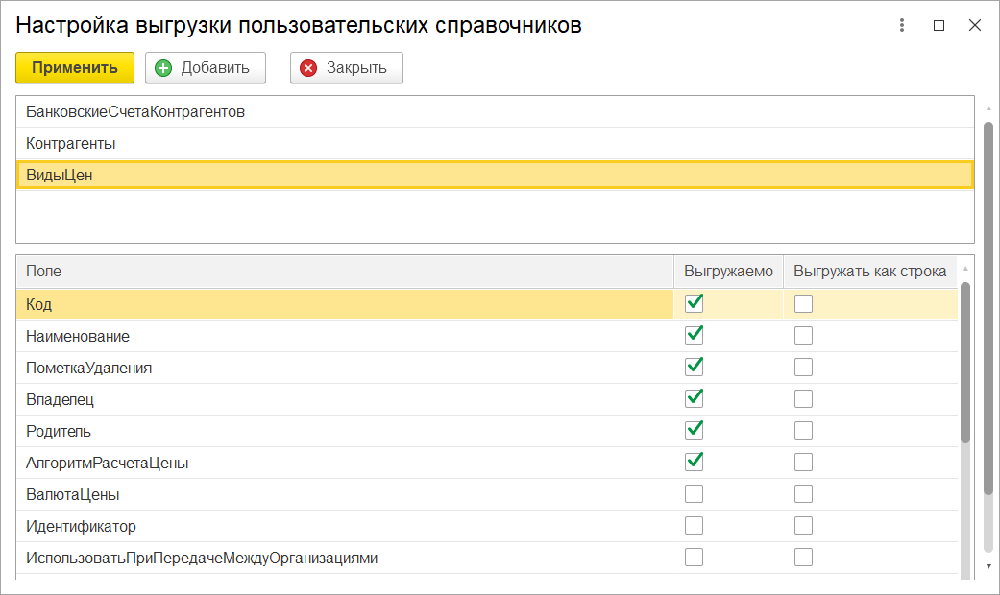 Настройка выгрузки пользовательских справочников
Применить Добавить Закрыть
БанковскиеСчетаКонтрагентов
Контрагенты
ВидыЦен
Поле Выгружаемо Выгружать как строка
Код
Наименование
ПометкаУдаления
Владелец
Родитель
АлгоритмРасчетаЦены
ВалютаЦены
Идентификатор
ИспользоватьПриПередачеМеждуОрганизациями